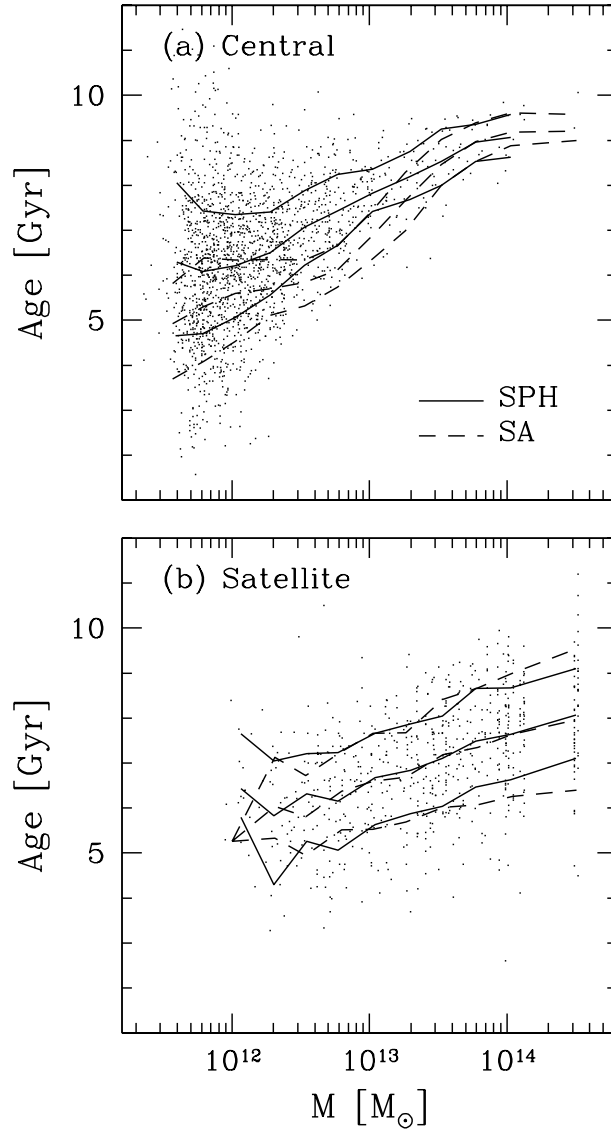 (a) Central
10
5
Age [Gyr]
SPH
SA
(b) Satellite
10
5
Age [Gyr]
10¹² 10¹³ 10¹⁴
M [M⊙]